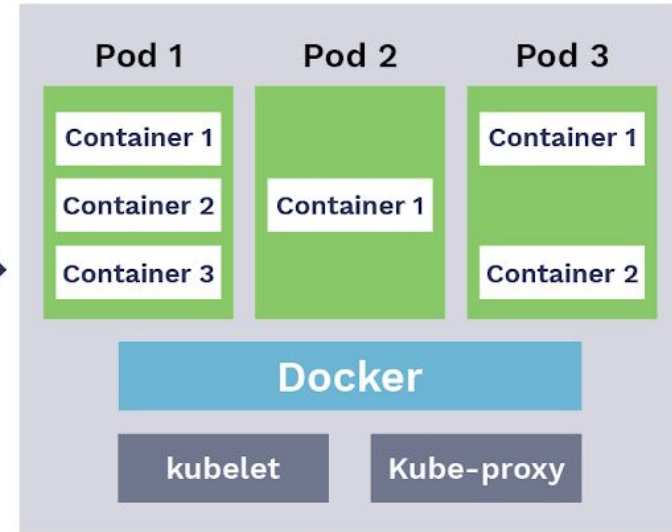 Pod 1
Pod 2
Pod 3
Container 1
Container 2
Container 3
Container 1
Container 1
Container 2
Docker
kubelet
Kube-proxy